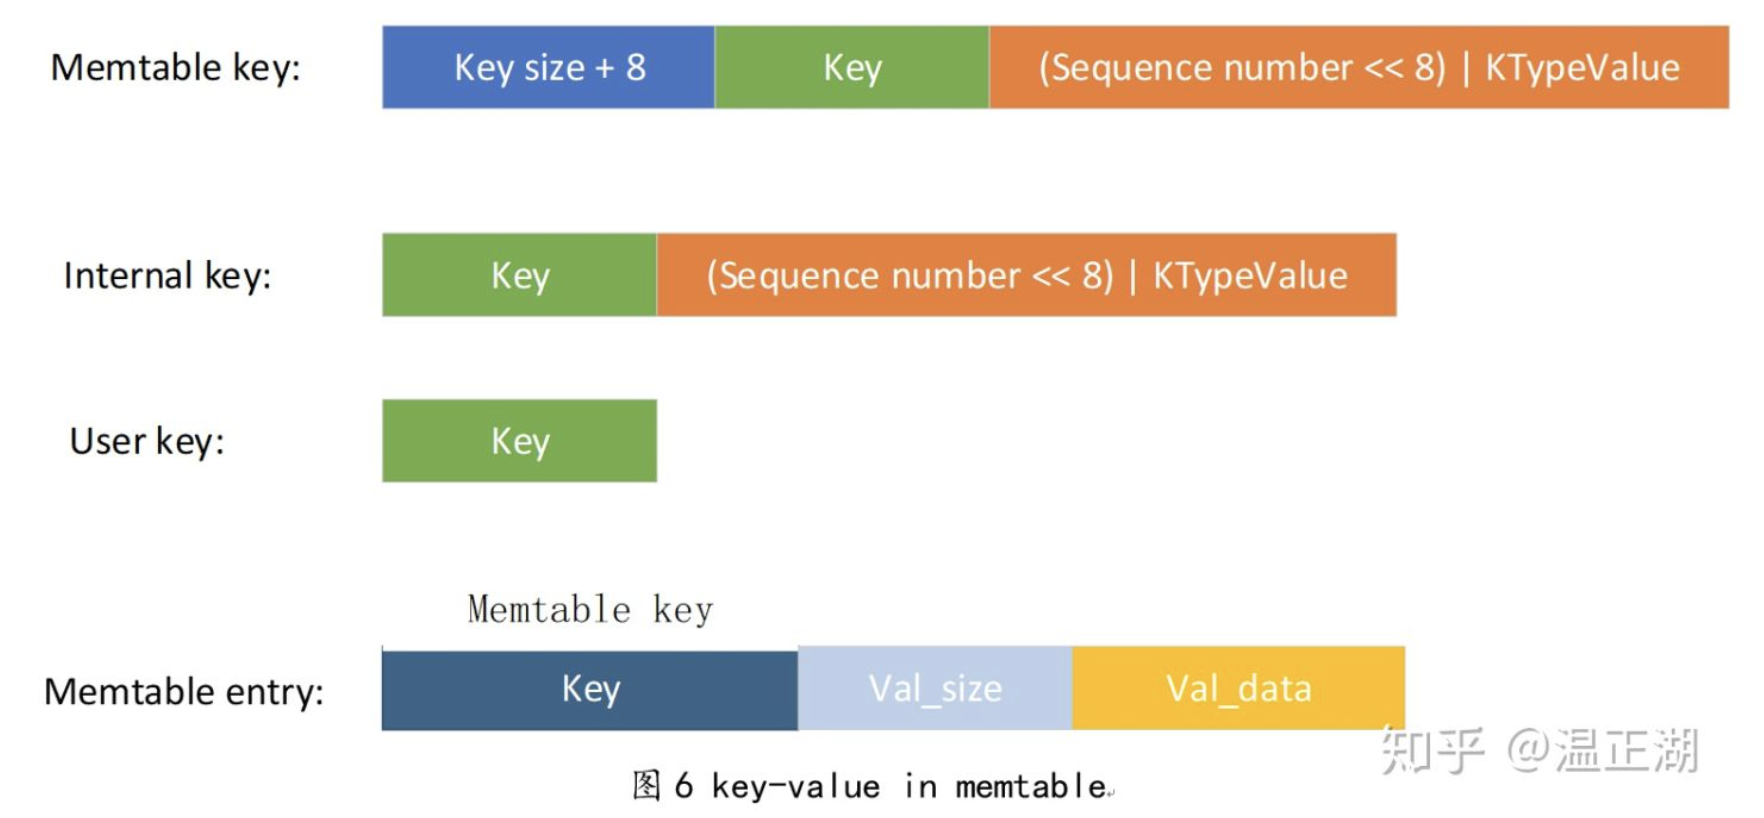 Memtable key: Key size + 8 Key (Sequence number << 8) | KTypeValue
Internal key: Key (Sequence number << 8) | KTypeValue
User key: Key
Memtable key
Memtable entry: Key Val_size Val_data
知乎 @温正湖
图 6 key-value in memtable